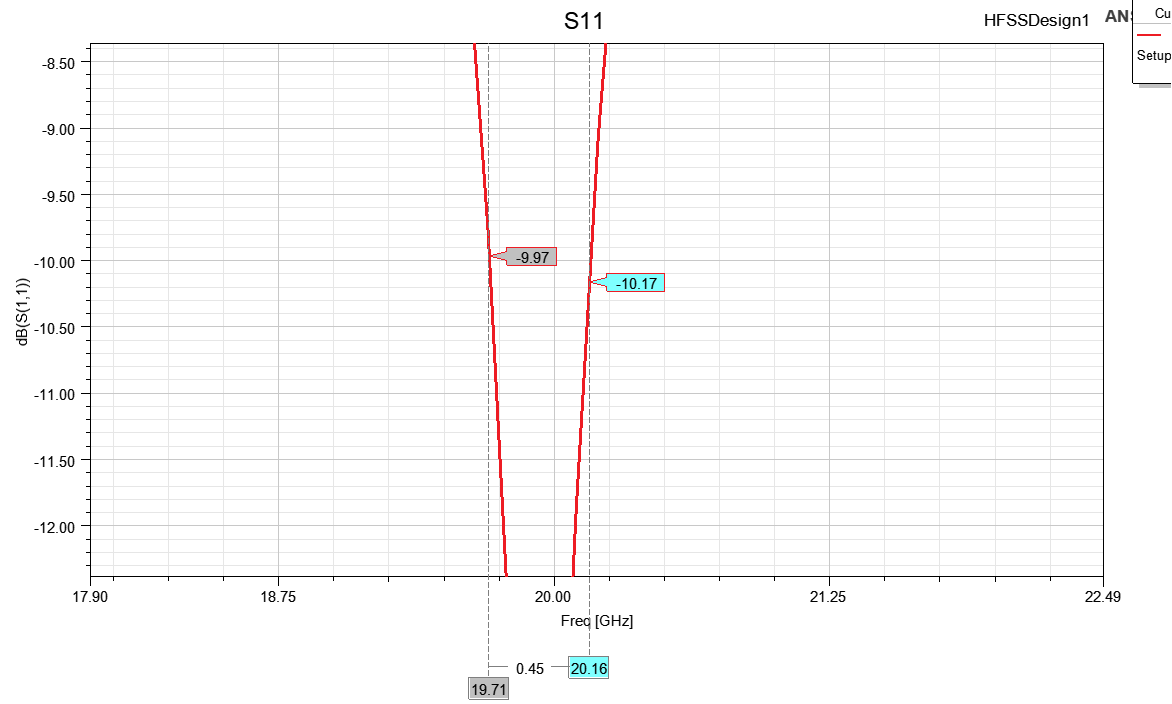 S11
HFSSDesign1
ANS
Cu
Setup
-8.50
-9.00
-9.50
-10.00
-10.50
-11.00
-11.50
-12.00
dB(S(1,1))
-9.97
-10.17
17.90
18.75
20.00
21.25
22.49
Freq [GHz]
0.45
20.16
19.71